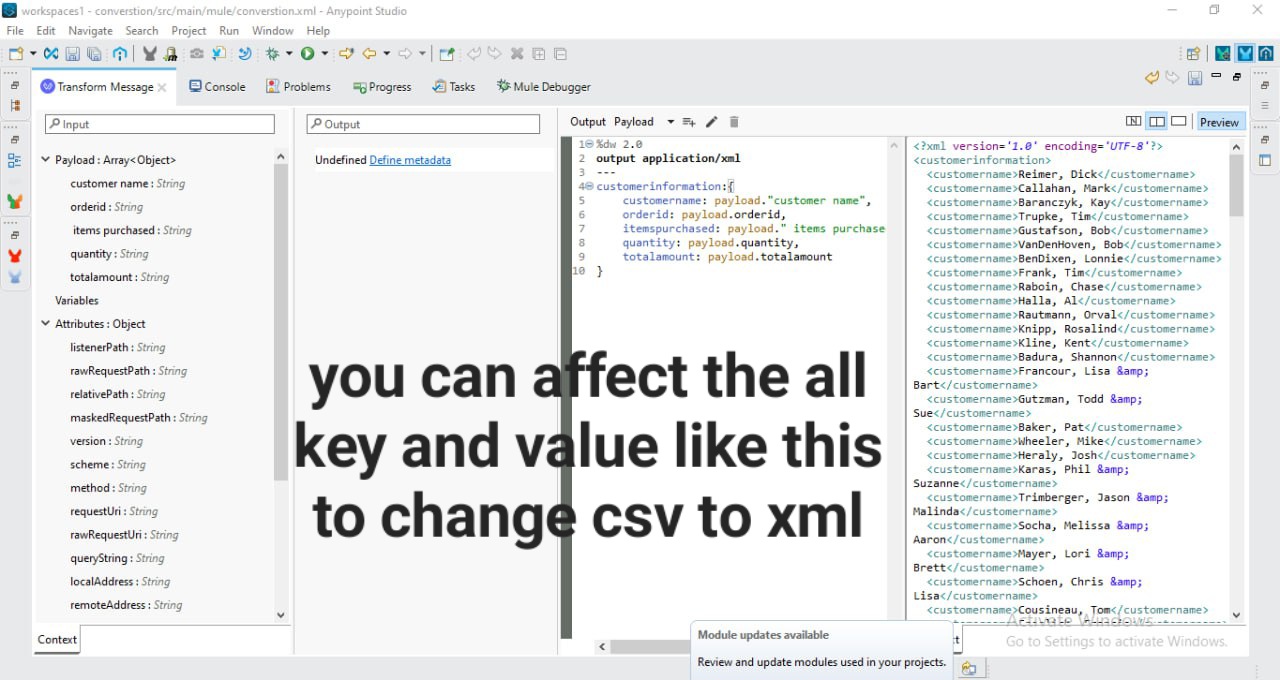 workspaces1 - converstion/src/main/mule/converstion.xml - Anypoint Studio
File Edit Navigate Search Project Run Window Help
Transform Message Console Problems Progress Tasks Mule Debugger
Input
Payload : Array<Object>
customer name : String
orderid : String
items purchased : String
quantity : String
totalamount : String
Variables
Attributes : Object
listenerPath : String
rawRequestPath : String
relativePath : String
maskedRequestPath : String
version : String
scheme : String
method : String
requestUri : String
rawRequestUri : String
queryString : String
localAddress : String
remoteAddress : String
Context
Output
Undefined Define metadata
Output Payload Preview
1 %dw 2.0
2 output application/xml
3 ---
4 customerinformation:{
5 customername: payload."customer name",
6 orderid: payload.orderid,
7 itemspurchased: payload." items purchase
8 quantity: payload.quantity,
9 totalamount: payload.totalamount
10 }
<?xml version='1.0' encoding='UTF-8'?>
<customerinformation>
<customername>Reimer, Dick</customername>
<customername>Callahan, Mark</customername>
<customername>Baranczyk, Kay</customername>
<customername>Trupke, Tim</customername>
<customername>Gustafson, Bob</customername>
<customername>VanDenHoven, Bob</customername>
<customername>BenDixen, Lonnie</customername>
<customername>Frank, Tim</customername>
<customername>Raboin, Chase</customername>
<customername>Halla, Al</customername>
<customername>Rautmann, Orval</customername>
<customername>Knipp, Rosalind</customername>
<customername>Kline, Kent</customername>
<customername>Badura, Shannon</customername>
<customername>Francour, Lisa &amp;
Bart</customername>
<customername>Gutzman, Todd &amp;
Sue</customername>
<customername>Baker, Pat</customername>
<customername>Wheeler, Mike</customername>
<customername>Heraly, Josh</customername>
<customername>Karas, Phil &amp;
Suzanne</customername>
<customername>Trimberger, Jason &amp;
Malinda</customername>
<customername>Socha, Melissa &amp;
Aaron</customername>
<customername>Mayer, Lori &amp;
Brett</customername>
<customername>Schoen, Chris &amp;
Lisa</customername>
<customername>Cousineau, Tom</customername>
you can affect the all
key and value like this
to change csv to xml
Module updates available
Review and update modules used in your projects.
Activate Windows
Go to Settings to activate Windows.